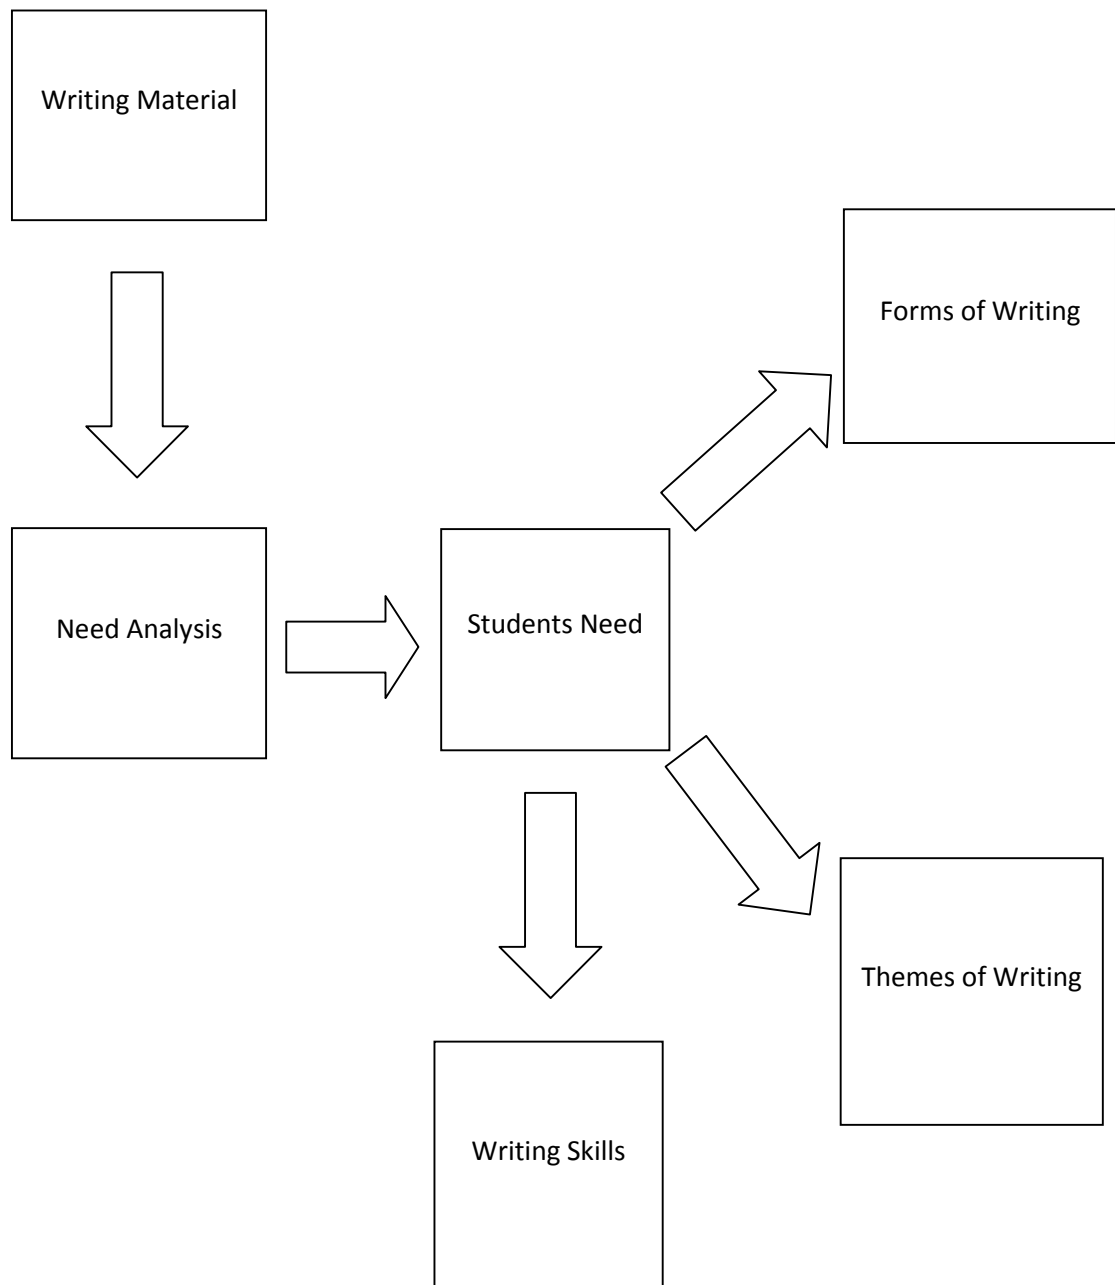 Writing Material
Forms of Writing
Need Analysis
Students Need
Themes of Writing
Writing Skills